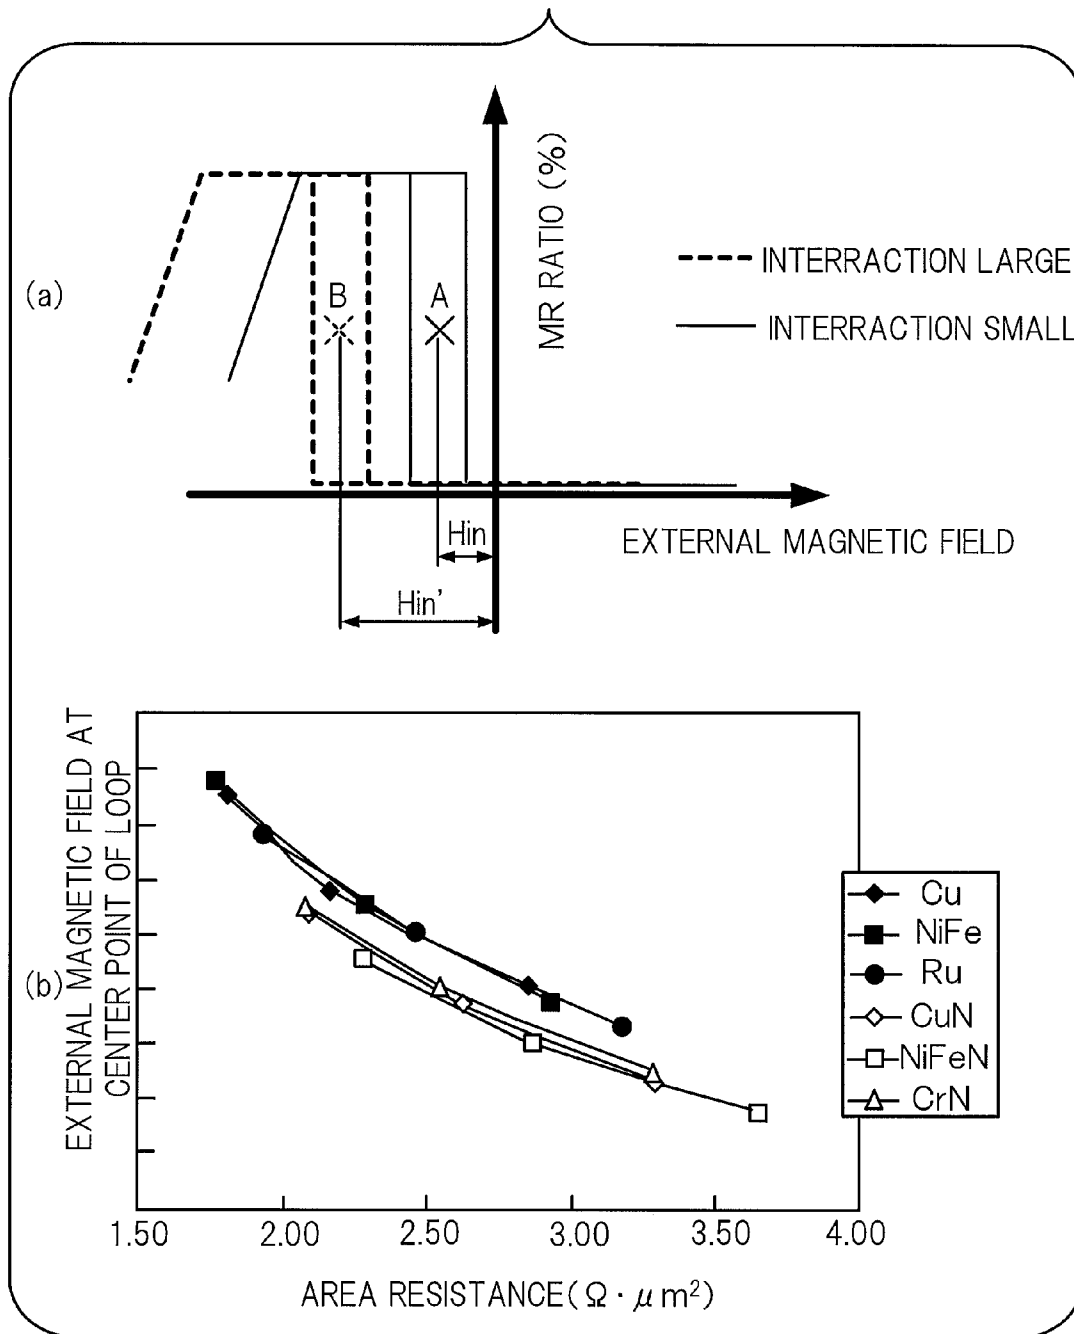 (a)
MR RATIO (%)
INTERRACTION LARGE
INTERRACTION SMALL
B
A
Hin
Hin'
EXTERNAL MAGNETIC FIELD
(b)
EXTERNAL MAGNETIC FIELD AT
CENTER POINT OF LOOP
Cu
NiFe
Ru
CuN
NiFeN
CrN
1.50 2.00 2.50 3.00 3.50 4.00
AREA RESISTANCE(Ω・μm²)